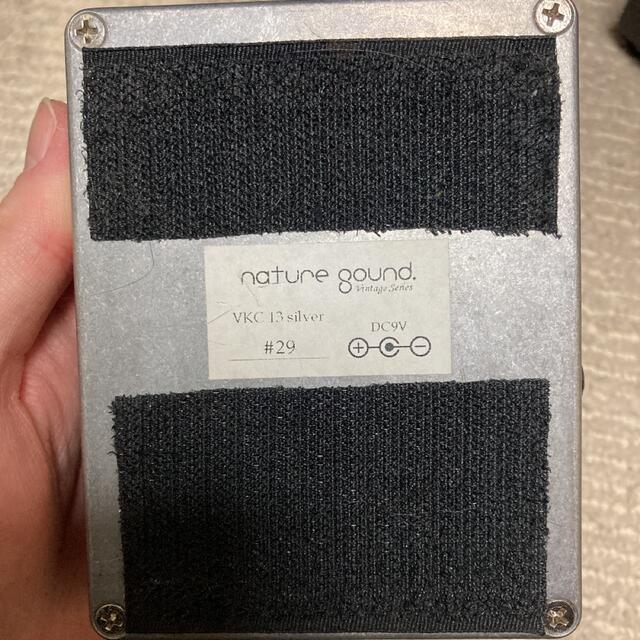 nature sound.
Vintage Series
VKC 13 silver
#29
DC9V